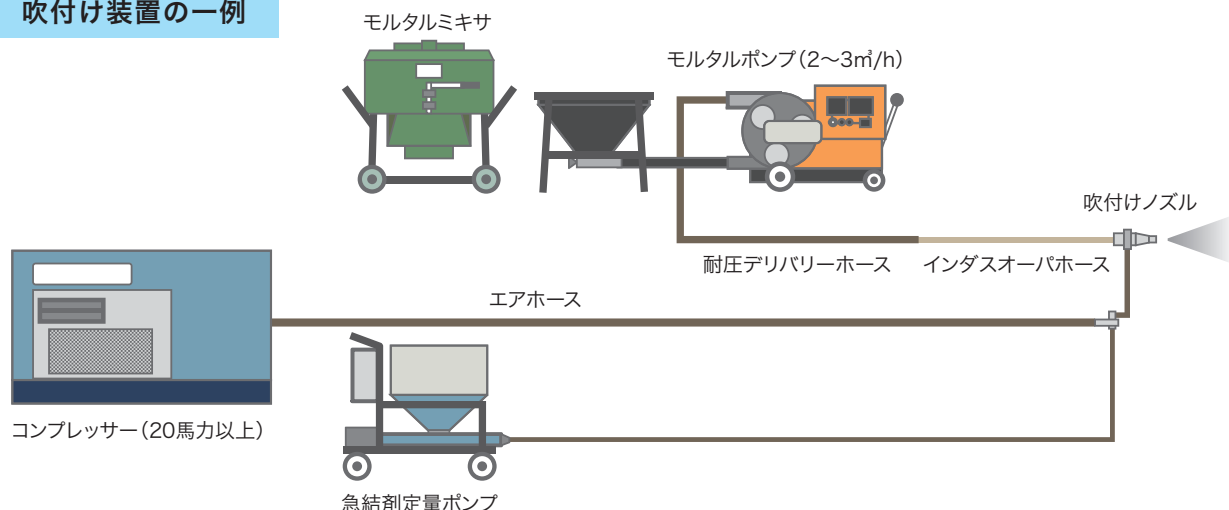 吹付け装置の一例
モルタルミキサ
モルタルポンプ（2〜3㎥/h）
吹付けノズル
耐圧デリバリーホース
インダスオーパホース
エアホース
コンプレッサー（20馬力以上）
急結剤定量ポンプ